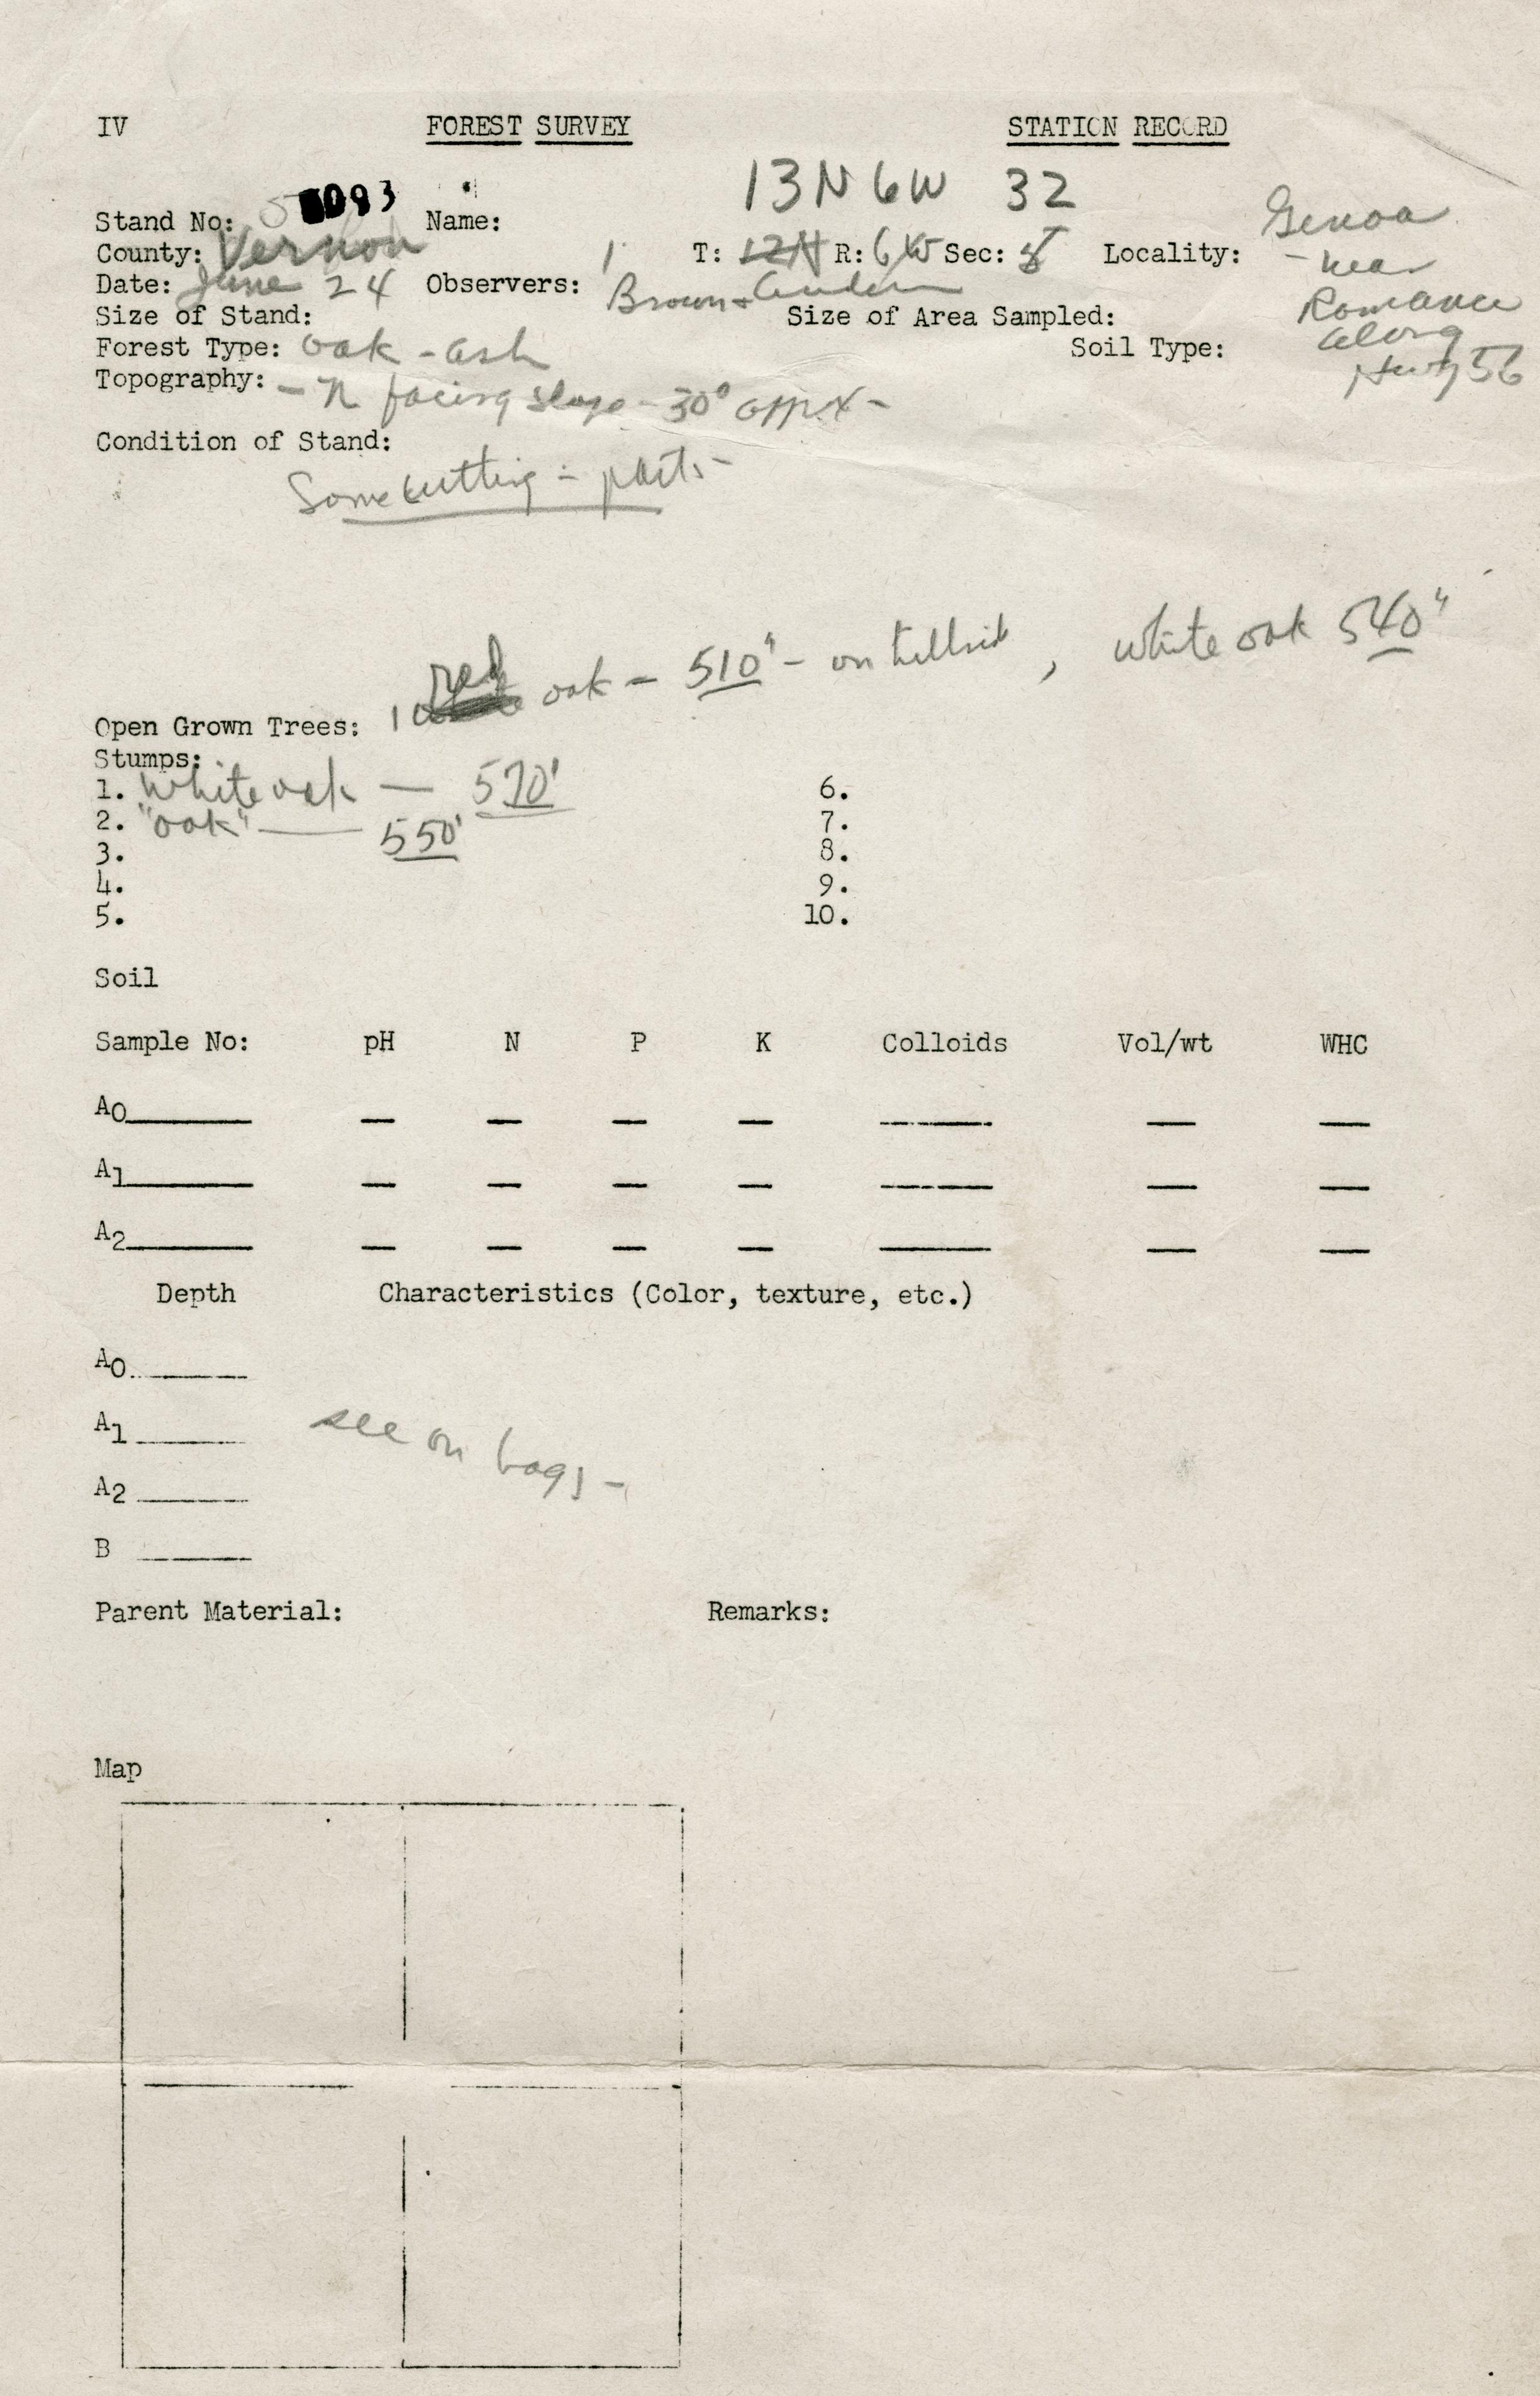 IV FOREST SURVEY STATION RECORD
13N 6W 32
Stand No: 5093 Name:
County: Vernon T: 12N R: 6W Sec: 5 Locality: Genoa
- near
Romance
along
Hwy 56
Date: June 24 Observers: Brown +
Size of Stand: Size of Area Sampled:
Forest Type: oak - ash Soil Type:
Topography: - N facing slope - 30° approx -
Condition of Stand:
Some cutting - parts -
Open Grown Trees: 1 red oak - 510" - on hillside, white oak 540"
Stumps:
1. White oak — 570' 6.
2. "oak" — 550' 7.
3. 8.
4. 9.
5. 10.
Soil
Sample No: pH N P K Colloids Vol/wt WHC
A0
A1
A2
Depth Characteristics (Color, texture, etc.)
A0
A1 see on bags -
A2
B
Parent Material: Remarks:
Map